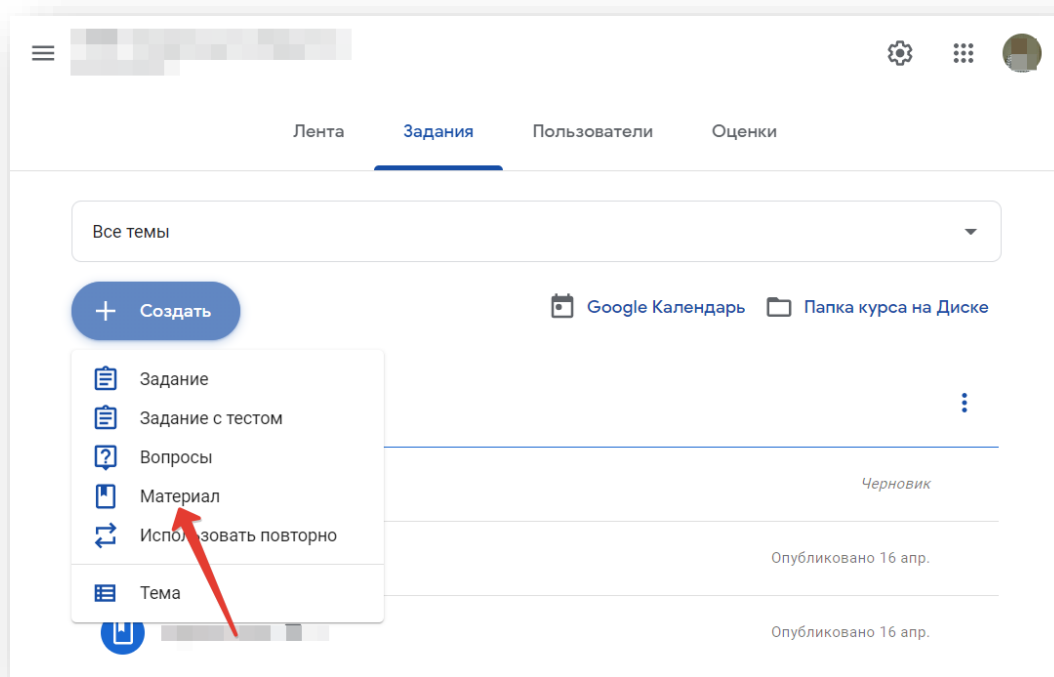 Лента Задания Пользователи Оценки
Все темы
Создать
Google Календарь Папка курса на Диске
Задание
Задание с тестом
Вопросы
Материал
Использовать повторно
Тема
Черновик
Опубликовано 16 апр.
Опубликовано 16 апр.